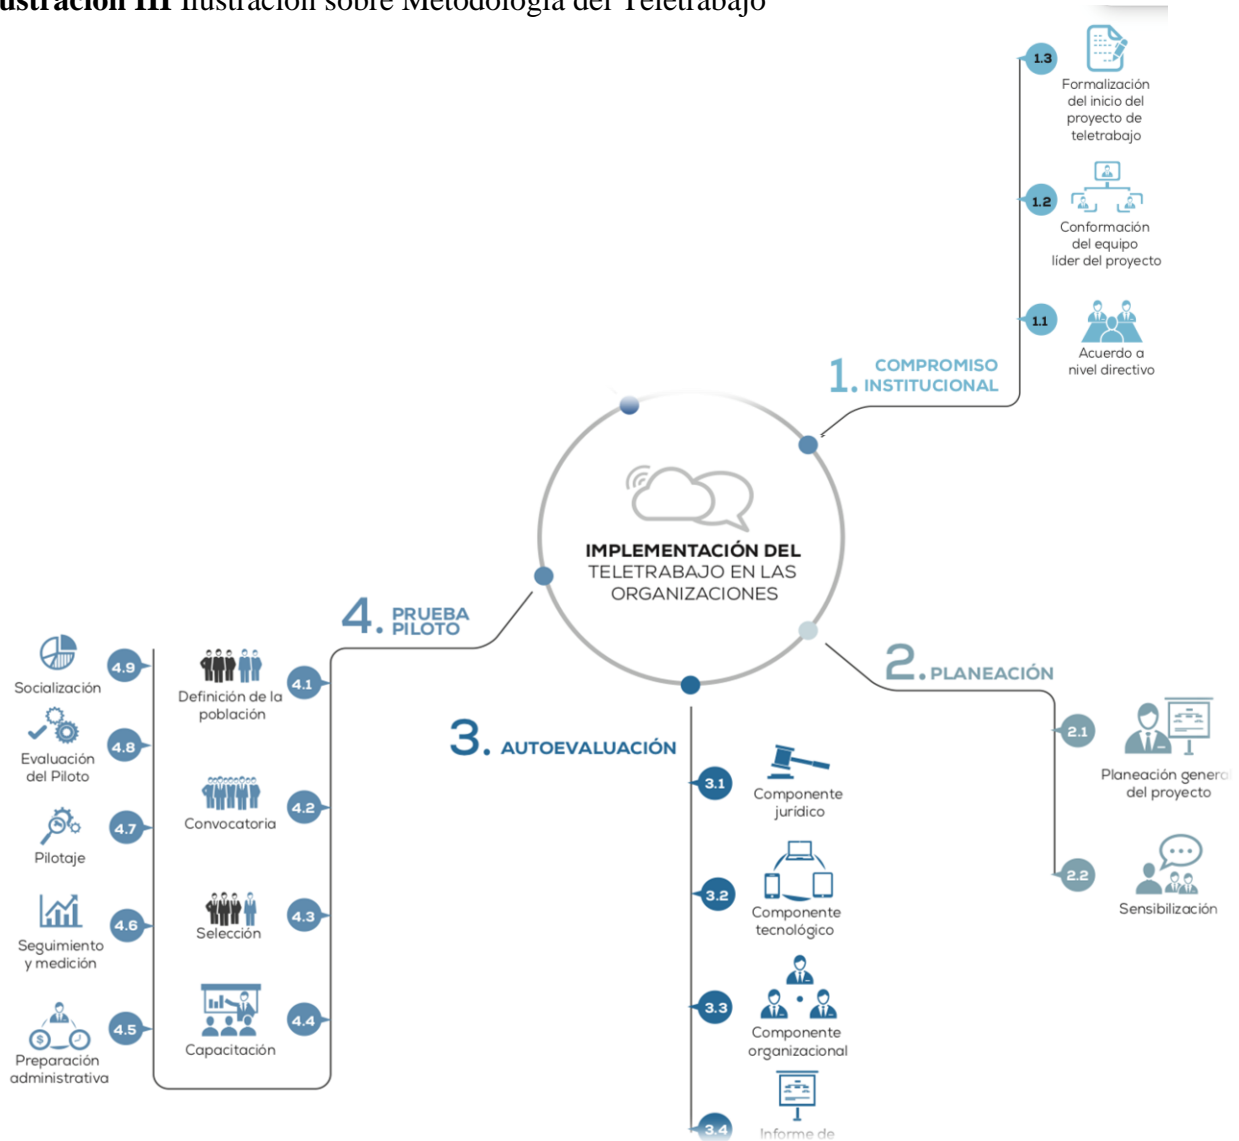 Ilustración sobre Metodología del Teletrabajo
1.3
Formalización
del inicio del
proyecto de
teletrabajo
1.2
Conformación
del equipo
líder del proyecto
1.1
Acuerdo a
nivel directivo
1. COMPROMISO
INSTITUCIONAL
IMPLEMENTACIÓN DEL
TELETRABAJO EN LAS
ORGANIZACIONES
2. PLANEACIÓN
2.1
Planeación genera
del proyecto
2.2
Sensibilización
3. AUTOEVALUACIÓN
3.1
Componente
jurídico
3.2
Componente
tecnológico
3.3
Componente
organizacional
3.4
Informe de
4. PRUEBA
PILOTO
4.1
Definición de la
población
4.2
Convocatoria
4.3
Selección
4.4
Capacitación
4.5
Preparación
administrativa
4.6
Seguimiento
y medición
4.7
Pilotaje
4.8
Evaluación
del Piloto
4.9
Socialización